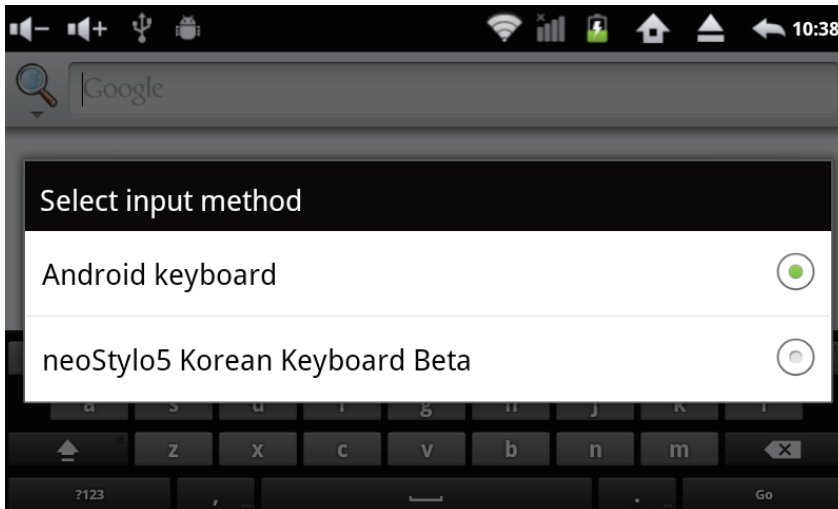 10:38
Google
Select input method
Android keyboard
neoStylo5 Korean Keyboard Beta
a s d f g h j k l
z x c v b n m
?123 , . Go